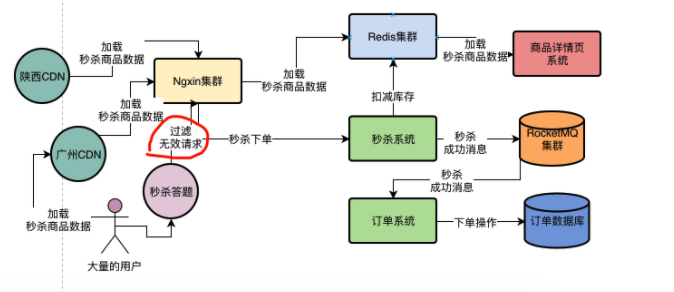 加载
秒杀商品数据
陕西CDN
Ngxin集群
加载
秒杀商品数据
Redis集群
加载
秒杀商品数据
商品详情页
系统
加载
秒杀商品数据
扣减库存
过滤
无效请求
秒杀下单
秒杀系统
秒杀
成功消息
RocketMQ
集群
广州CDN
秒杀答题
秒杀
成功消息
加载
秒杀商品数据
订单系统
下单操作
订单数据库
大量的用户